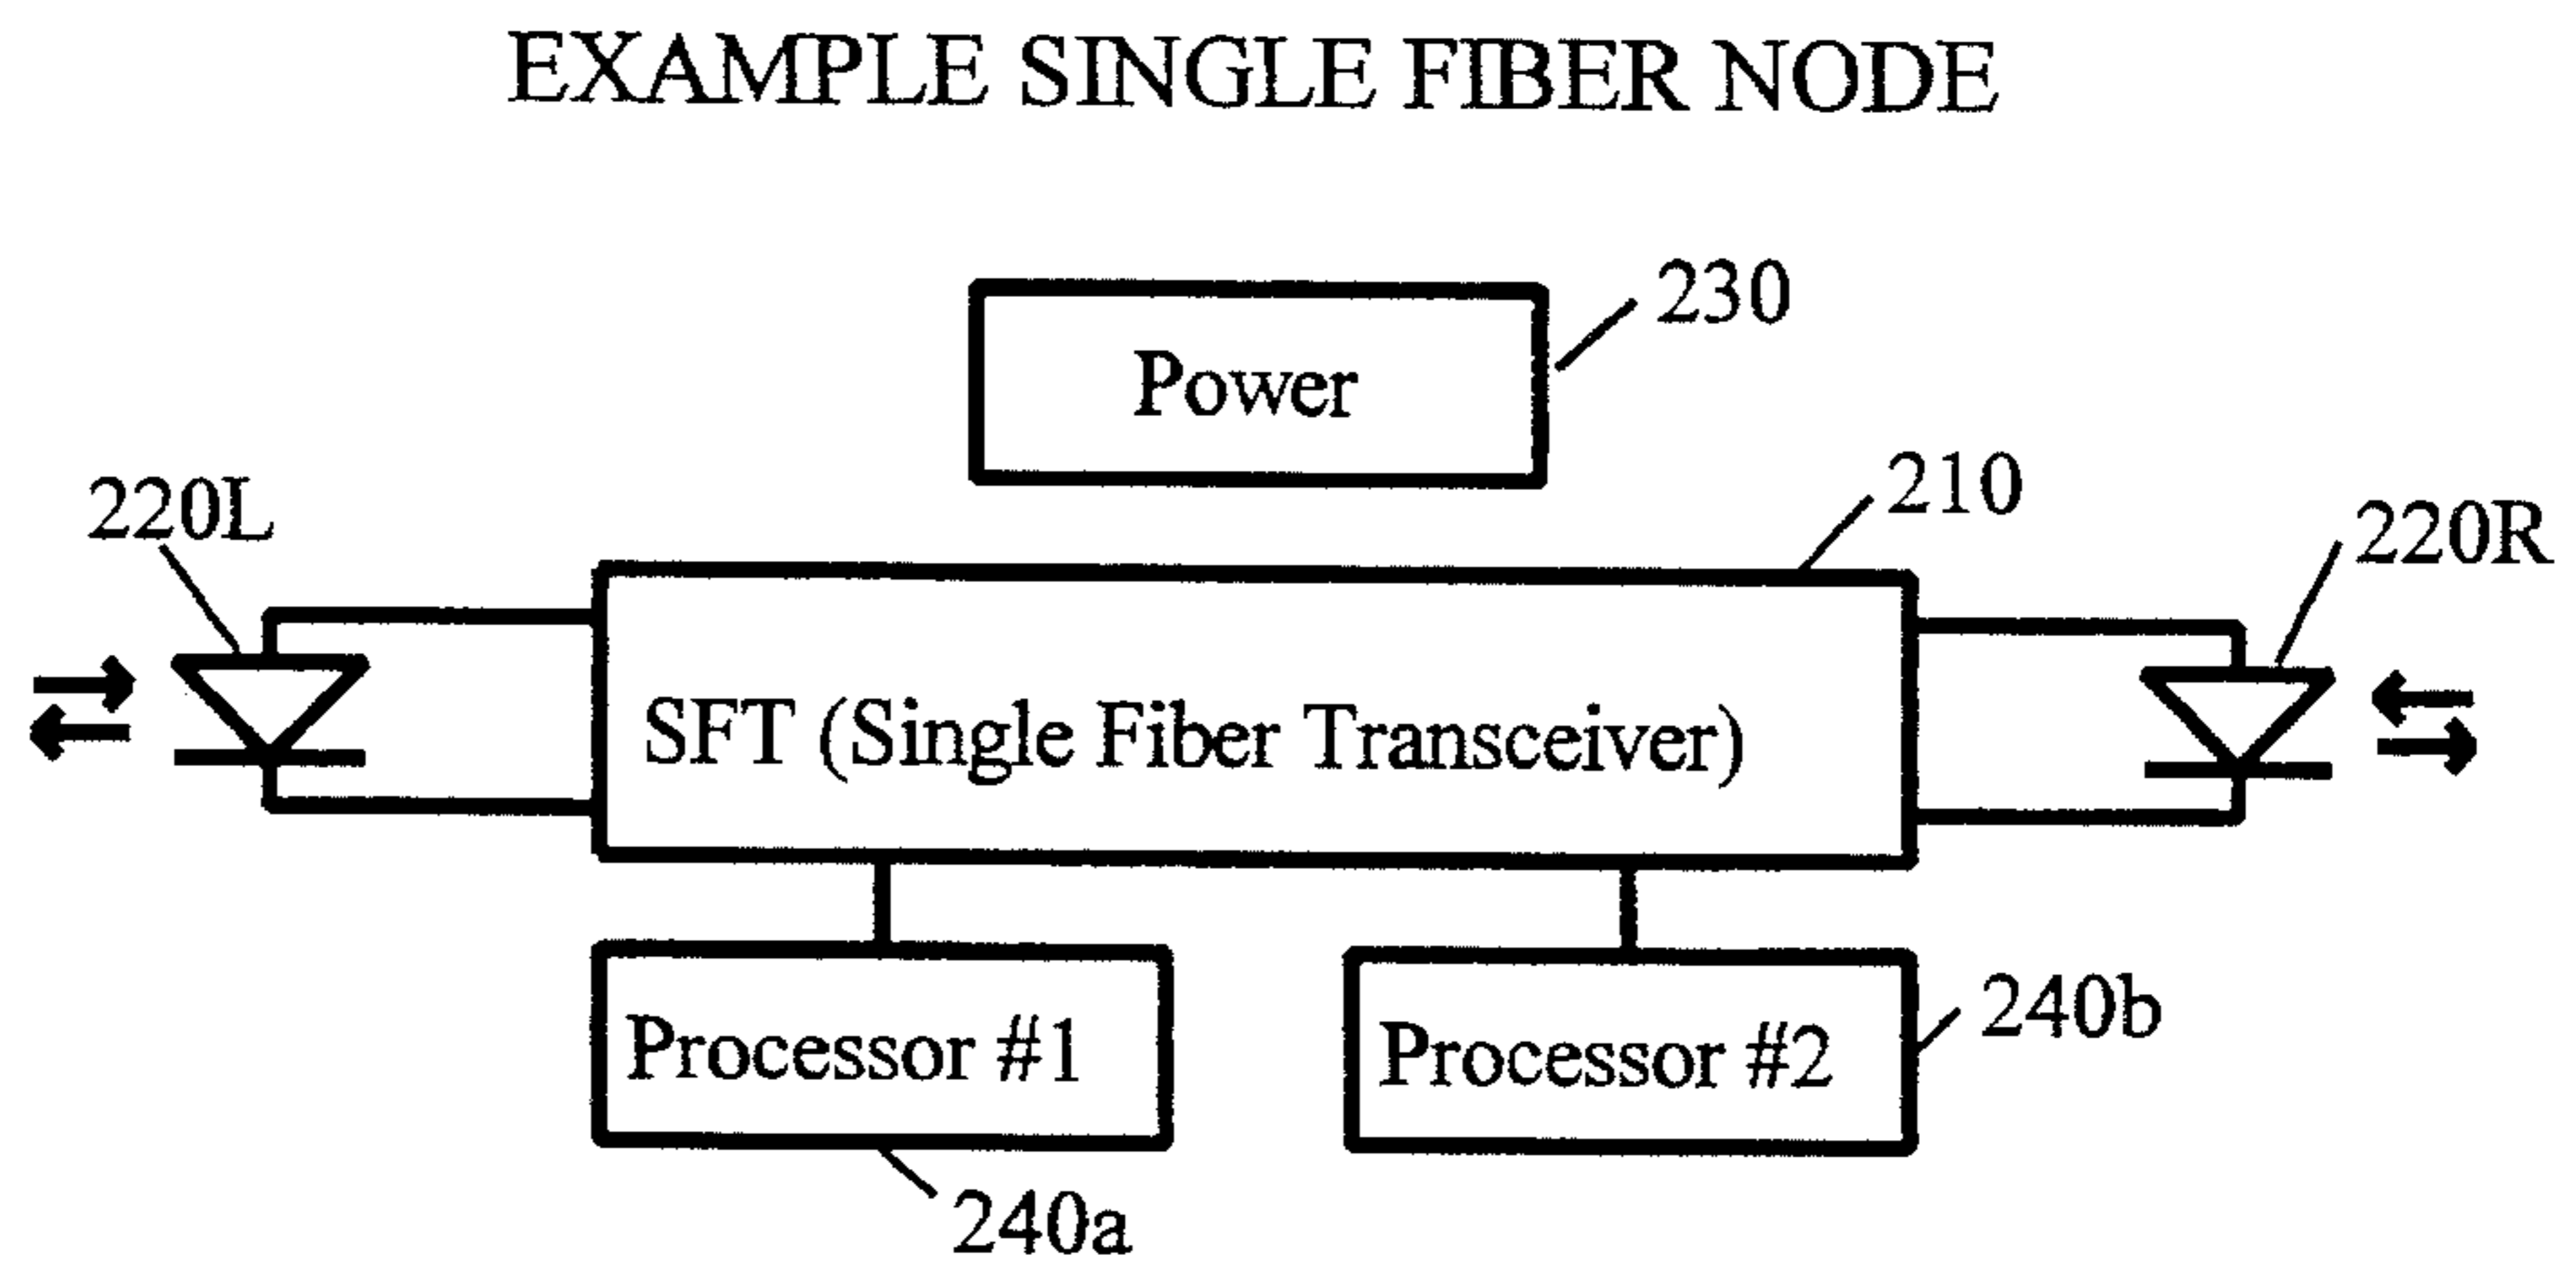 EXAMPLE SINGLE FIBER NODE
230
Power
220L
210
220R
SFT (Single Fiber Transceiver)
Processor #1
Processor #2
240b
240a